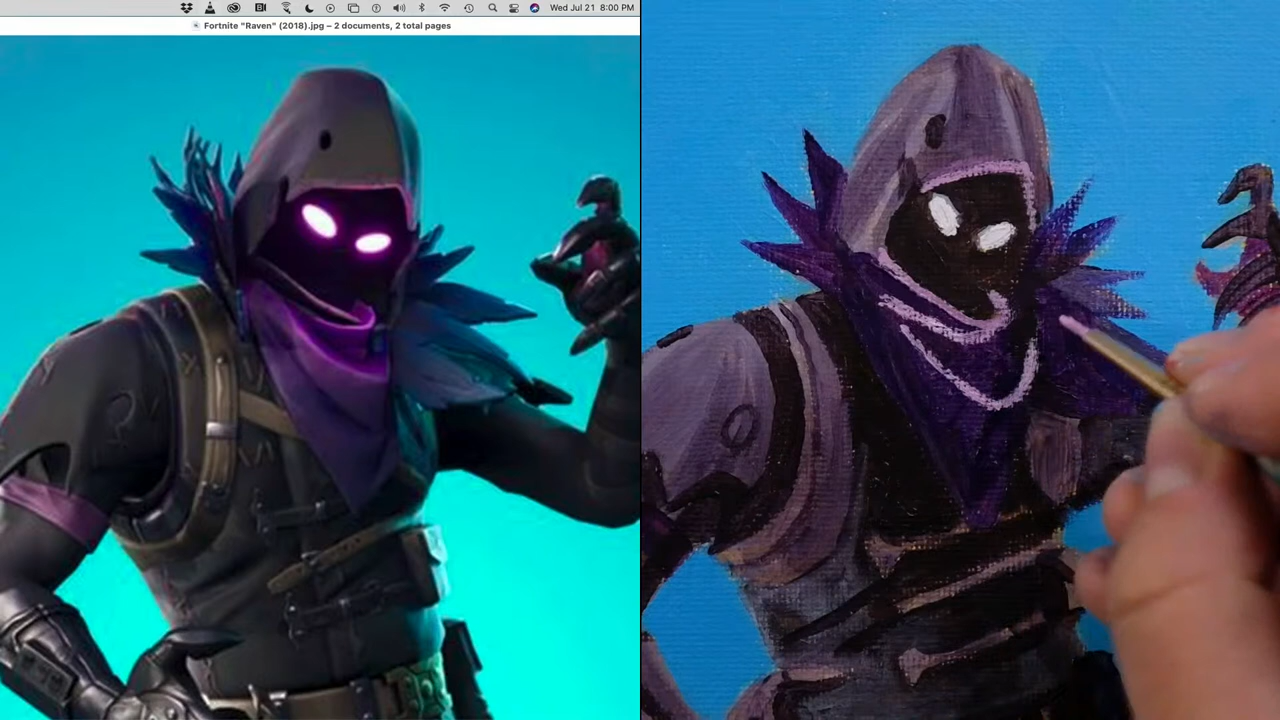 Wed Jul 21 8:00 PM
Fortnite "Raven" (2018).jpg – 2 documents, 2 total pages